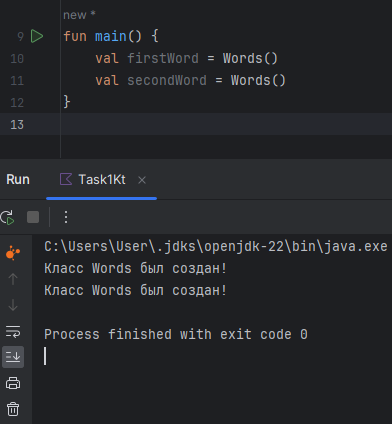 new *
9 fun main() {
10 val firstWord = Words()
11 val secondWord = Words()
12 }
13
Run Task1Kt ×
C:\Users\User\.jdks\openjdk-22\bin\java.exe
Класс Words был создан!
Класс Words был создан!
Process finished with exit code 0